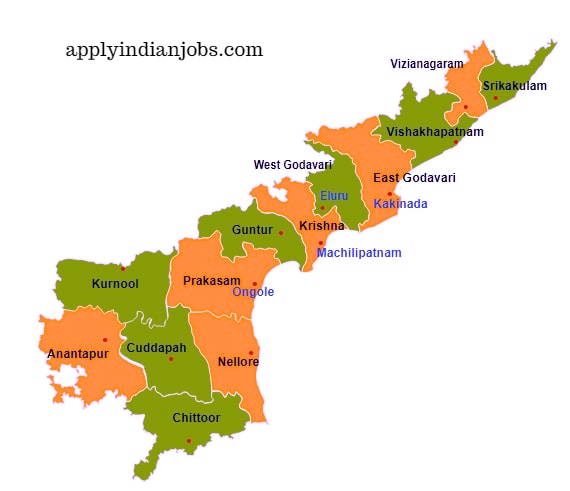 applyindianjobs.com
Vizianagaram
Srikakulam
Vishakhapatnam
West Godavari
East Godavari
Eluru
Kakinada
Krishna
Guntur
Machilipatnam
Prakasam
Kurnool
Ongole
Cuddapah
Anantapur
Nellore
Chittoor